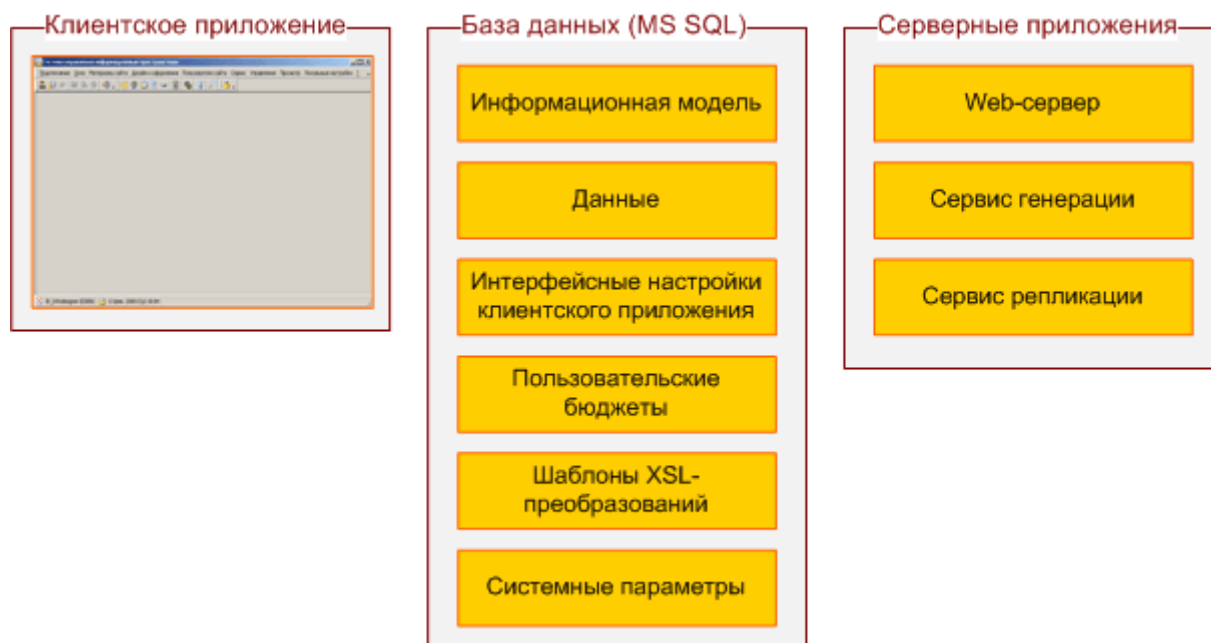 Клиентское приложение
База данных (MS SQL)
Информационная модель
Данные
Интерфейсные настройки
клиентского приложения
Пользовательские
бюджеты
Шаблоны XSL-
преобразований
Системные параметры
Серверные приложения
Web-сервер
Сервис генерации
Сервис репликации